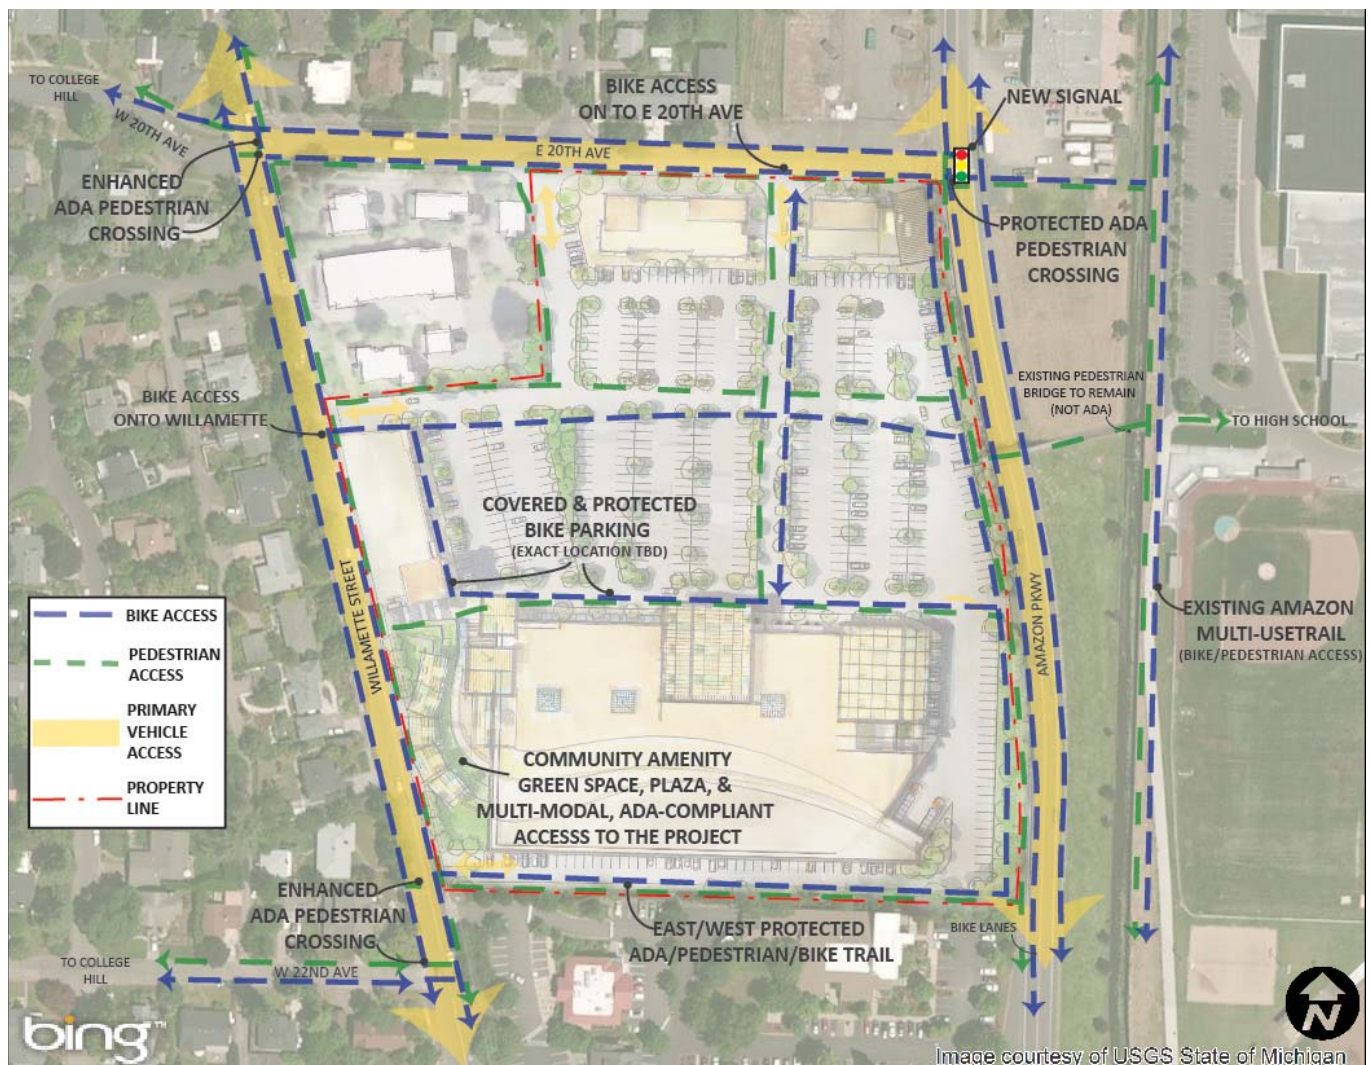 TO COLLEGE
HILL
W 20TH AVE
BIKE ACCESS
ON TO E 20TH AVE
NEW SIGNAL
E 20TH AVE
ENHANCED
ADA PEDESTRIAN
CROSSING
PROTECTED ADA
PEDESTRIAN
CROSSING
BIKE ACCESS
ONTO WILLAMETTE
EXISTING PEDESTRIAN
BRIDGE TO REMAIN
(NOT ADA)
TO HIGH SCHOOL
COVERED & PROTECTED
BIKE PARKING
(EXACT LOCATION TBD)
WILLAMETTE STREET
AMAZON PKWY
EXISTING AMAZON
MULTI-USETRAIL
(BIKE/PEDESTRIAN ACCESS)
BIKE ACCESS
PEDESTRIAN
ACCESS
PRIMARY
VEHICLE
ACCESS
PROPERTY
LINE
COMMUNITY AMENITY
GREEN SPACE, PLAZA, &
MULTI-MODAL, ADA-COMPLIANT
ACCESSS TO THE PROJECT
ENHANCED
ADA PEDESTRIAN
CROSSING
EAST/WEST PROTECTED
ADA/PEDESTRIAN/BIKE TRAIL
BIKE LANES
TO COLLEGE
HILL
W 22ND AVE
N
bing™
Image courtesy of USGS State of Michigan